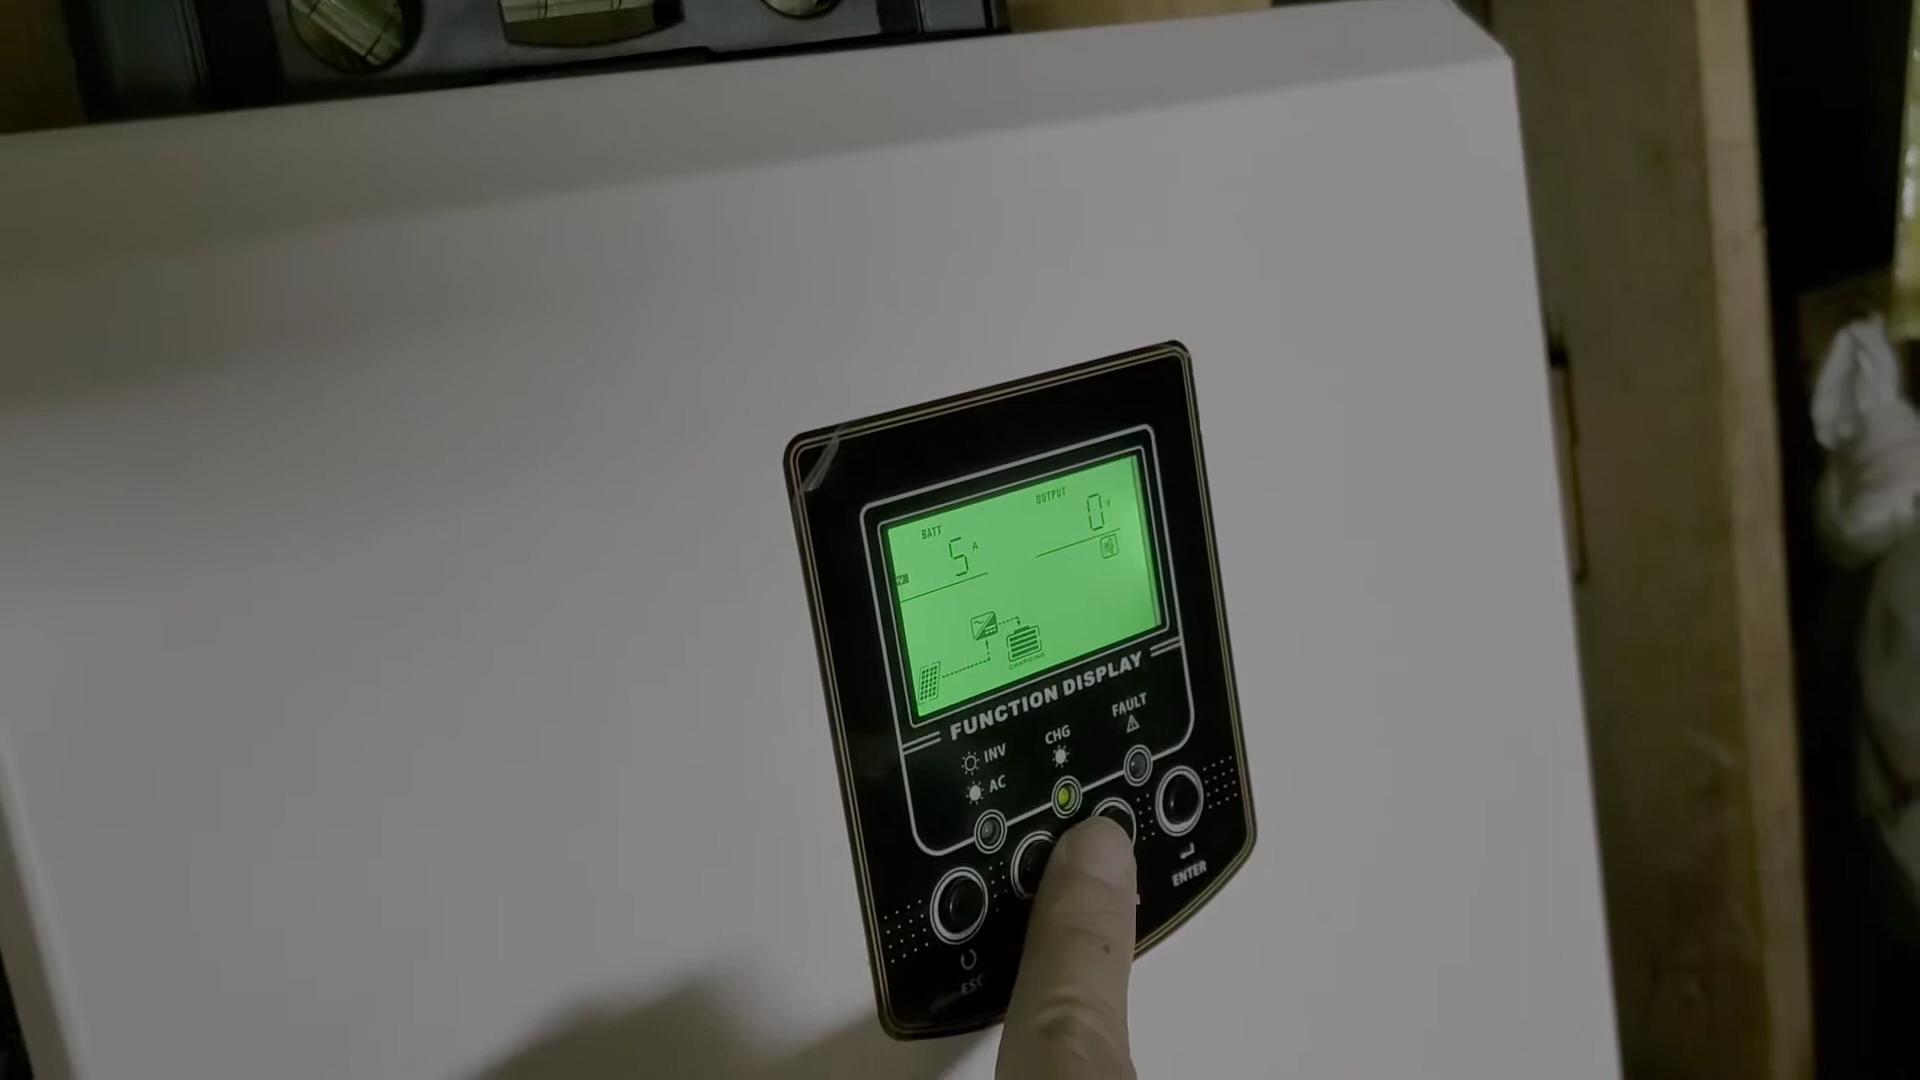 OUTPUT
0 V
BATT
5 A
CHARGING
FUNCTION DISPLAY
INV
AC
CHG
FAULT
ENTER
ESC